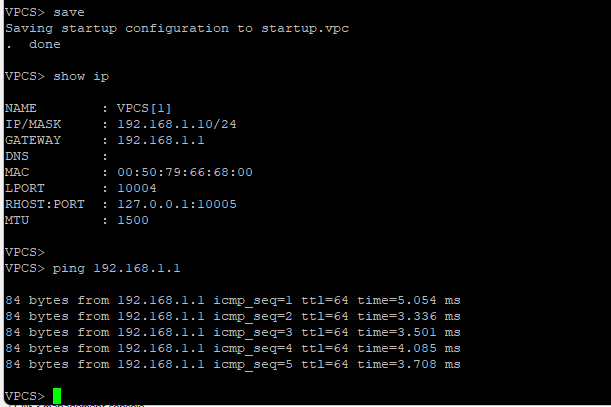 VPCS> save
Saving startup configuration to startup.vpc
.  done
VPCS> show ip
NAME        : VPCS[1]
IP/MASK     : 192.168.1.10/24
GATEWAY     : 192.168.1.1
DNS         :
MAC         : 00:50:79:66:68:00
LPORT       : 10004
RHOST:PORT  : 127.0.0.1:10005
MTU         : 1500
VPCS>
VPCS> ping 192.168.1.1
84 bytes from 192.168.1.1 icmp_seq=1 ttl=64 time=5.054 ms
84 bytes from 192.168.1.1 icmp_seq=2 ttl=64 time=3.336 ms
84 bytes from 192.168.1.1 icmp_seq=3 ttl=64 time=3.501 ms
84 bytes from 192.168.1.1 icmp_seq=4 ttl=64 time=4.085 ms
84 bytes from 192.168.1.1 icmp_seq=5 ttl=64 time=3.708 ms
VPCS>